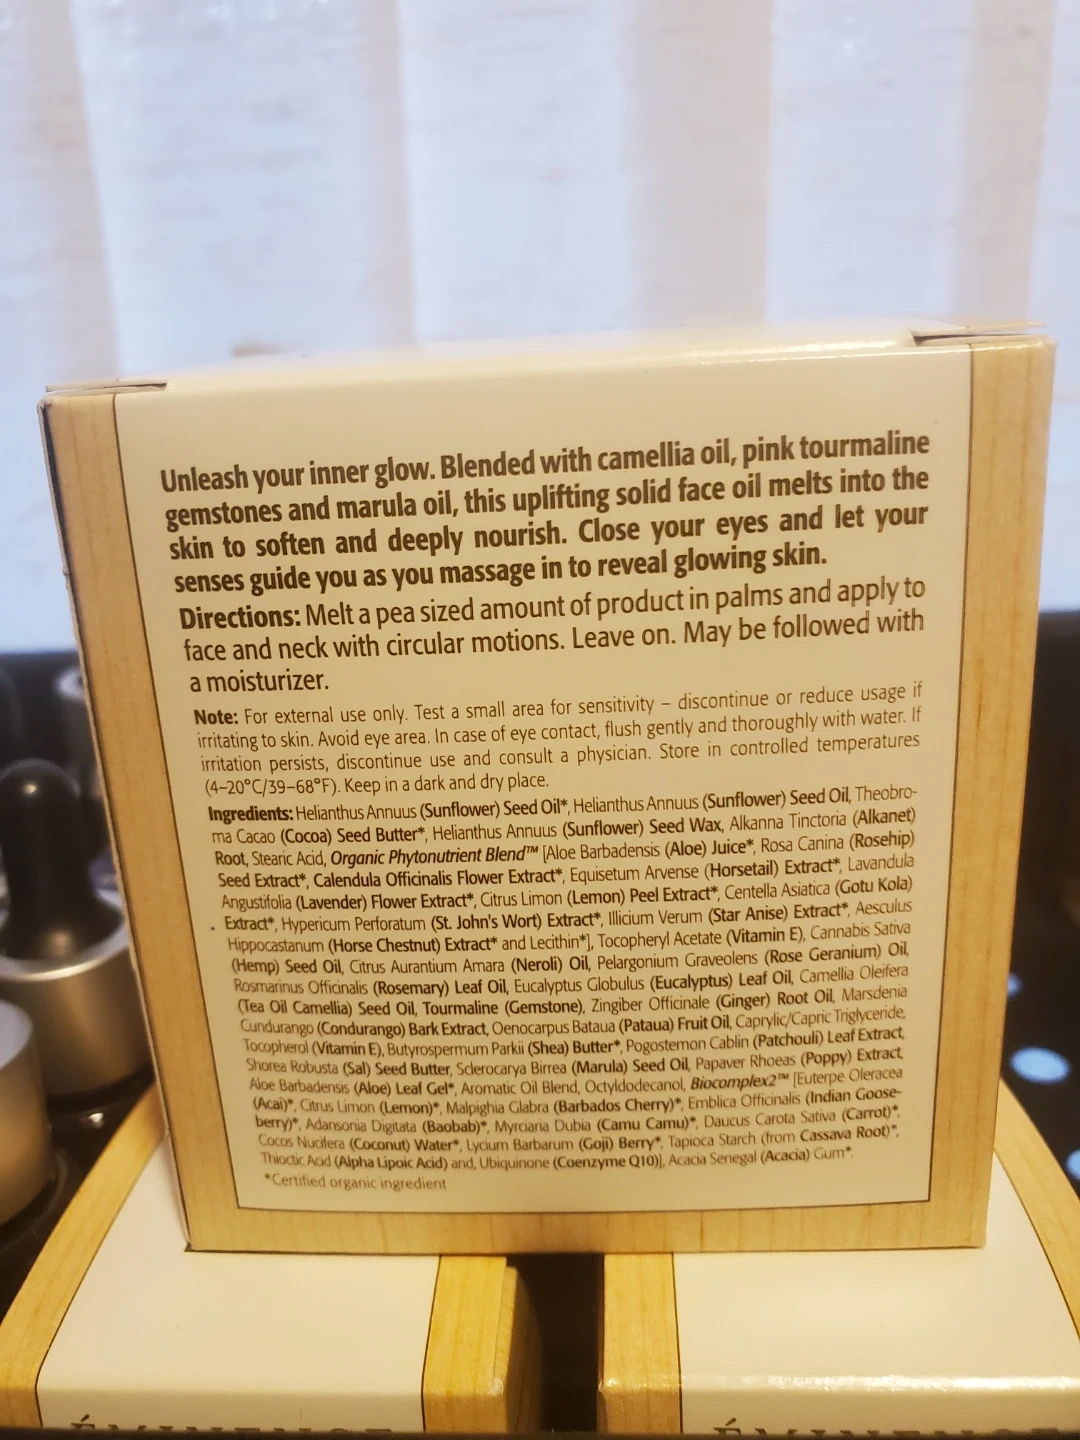 Unleash your inner glow. Blended with camellia oil, pink tourmaline
gemstones and marula oil, this uplifting solid face oil melts into the
skin to soften and deeply nourish. Close your eyes and let your
senses guide you as you massage in to reveal glowing skin.
Directions: Melt a pea sized amount of product in palms and apply to
face and neck with circular motions. Leave on. May be followed with
a moisturizer.
Note: For external use only. Test a small area for sensitivity – discontinue or reduce usage if
irritating to skin. Avoid eye area. In case of eye contact, flush gently and thoroughly with water. If
irritation persists, discontinue use and consult a physician. Store in controlled temperatures
(4–20°C/39–68°F). Keep in a dark and dry place.
Ingredients: Helianthus Annuus (Sunflower) Seed Oil*, Helianthus Annuus (Sunflower) Seed Oil, Theobro-
ma Cacao (Cocoa) Seed Butter*, Helianthus Annuus (Sunflower) Seed Wax, Alkanna Tinctoria (Alkanet)
Root, Stearic Acid, Organic Phytonutrient Blend™ [Aloe Barbadensis (Aloe) Juice*, Rosa Canina (Rosehip)
Seed Extract*, Calendula Officinalis Flower Extract*, Equisetum Arvense (Horsetail) Extract*, Lavandula
Angustifolia (Lavender) Flower Extract*, Citrus Limon (Lemon) Peel Extract*, Centella Asiatica (Gotu Kola)
Extract*, Hypericum Perforatum (St. John's Wort) Extract*, Illicium Verum (Star Anise) Extract*, Aesculus
Hippocastanum (Horse Chestnut) Extract* and Lecithin*], Tocopheryl Acetate (Vitamin E), Cannabis Sativa
(Hemp) Seed Oil, Citrus Aurantium Amara (Neroli) Oil, Pelargonium Graveolens (Rose Geranium) Oil,
Rosmarinus Officinalis (Rosemary) Leaf Oil, Eucalyptus Globulus (Eucalyptus) Leaf Oil, Camellia Oleifera
(Tea Oil Camellia) Seed Oil, Tourmaline (Gemstone), Zingiber Officinale (Ginger) Root Oil, Marsdenia
Cundurango (Condurango) Bark Extract, Oenocarpus Bataua (Pataua) Fruit Oil, Caprylic/Capric Triglyceride,
Tocopherol (Vitamin E), Butyrospermum Parkii (Shea) Butter*, Pogostemon Cablin (Patchouli) Leaf Extract,
Shorea Robusta (Sal) Seed Butter, Sclerocarya Birrea (Marula) Seed Oil, Papaver Rhoeas (Poppy) Extract,
Aloe Barbadensis (Aloe) Leaf Gel*, Aromatic Oil Blend, Octyldodecanol, Biocomplex2™ [Euterpe Oleracea
(Acai)*, Citrus Limon (Lemon)*, Malpighia Glabra (Barbados Cherry)*, Emblica Officinalis (Indian Goose-
berry)*, Adansonia Digitata (Baobab)*, Myrciaria Dubia (Camu Camu)*, Daucus Carota Sativa (Carrot)*,
Cocos Nucifera (Coconut) Water*, Lycium Barbarum (Goji) Berry*, Tapioca Starch (from Cassava Root)*,
Thioctic Acid (Alpha Lipoic Acid) and, Ubiquinone (Coenzyme Q10)], Acacia Senegal (Acacia) Gum*.
*Certified organic ingredient
ÉMINENCE
ÉMINENCE